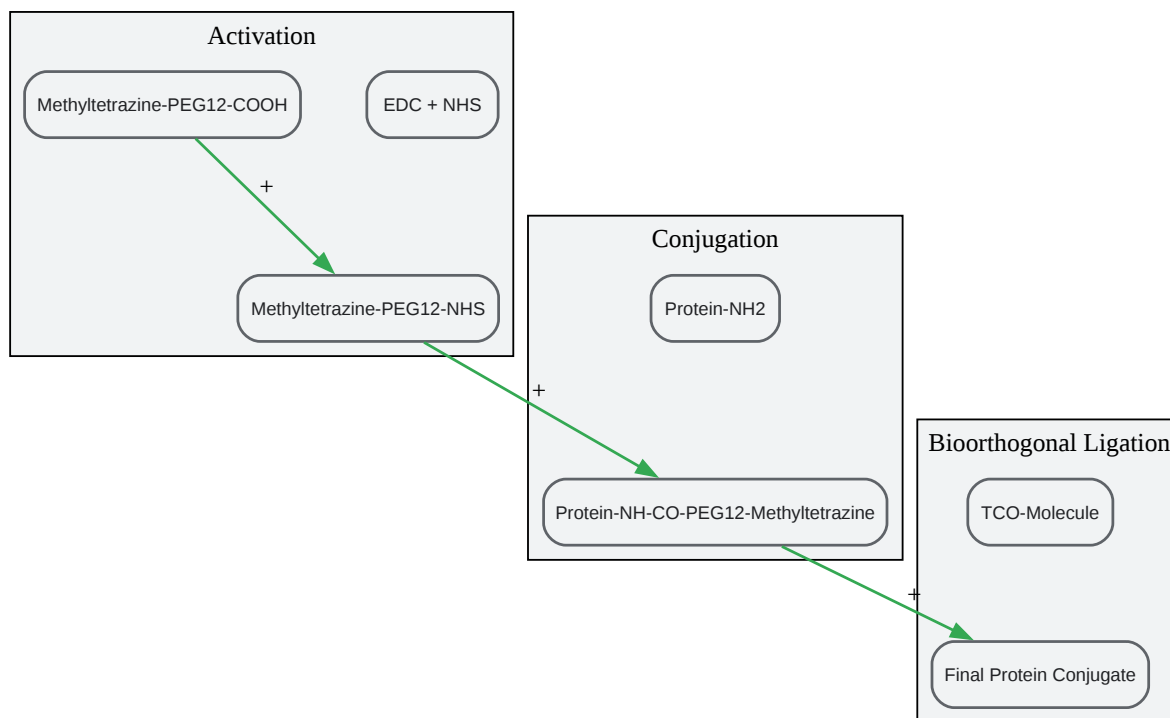 Activation
Methyltetrazine-PEG12-COOH
EDC + NHS
+
Methyltetrazine-PEG12-NHS
Conjugation
Protein-NH2
+
Protein-NH-CO-PEG12-Methyltetrazine
Bioorthogonal Ligation
TCO-Molecule
+
Final Protein Conjugate